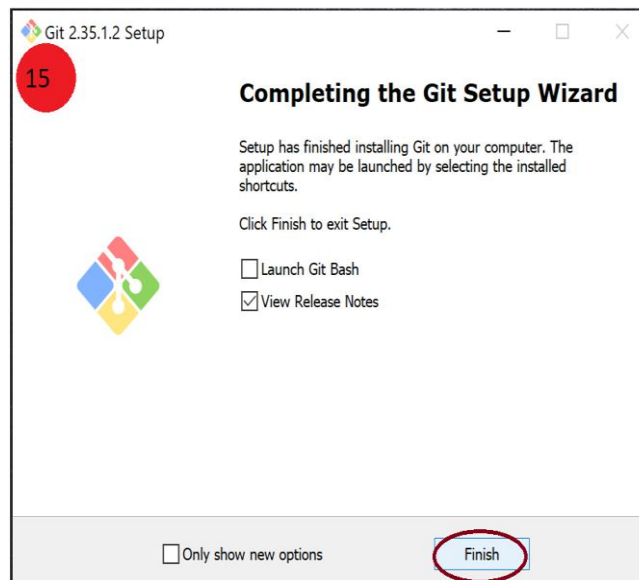 Git 2.35.1.2 Setup
15
Completing the Git Setup Wizard
Setup has finished installing Git on your computer. The
application may be launched by selecting the installed
shortcuts.
Click Finish to exit Setup.
Launch Git Bash
View Release Notes
Only show new options
Finish